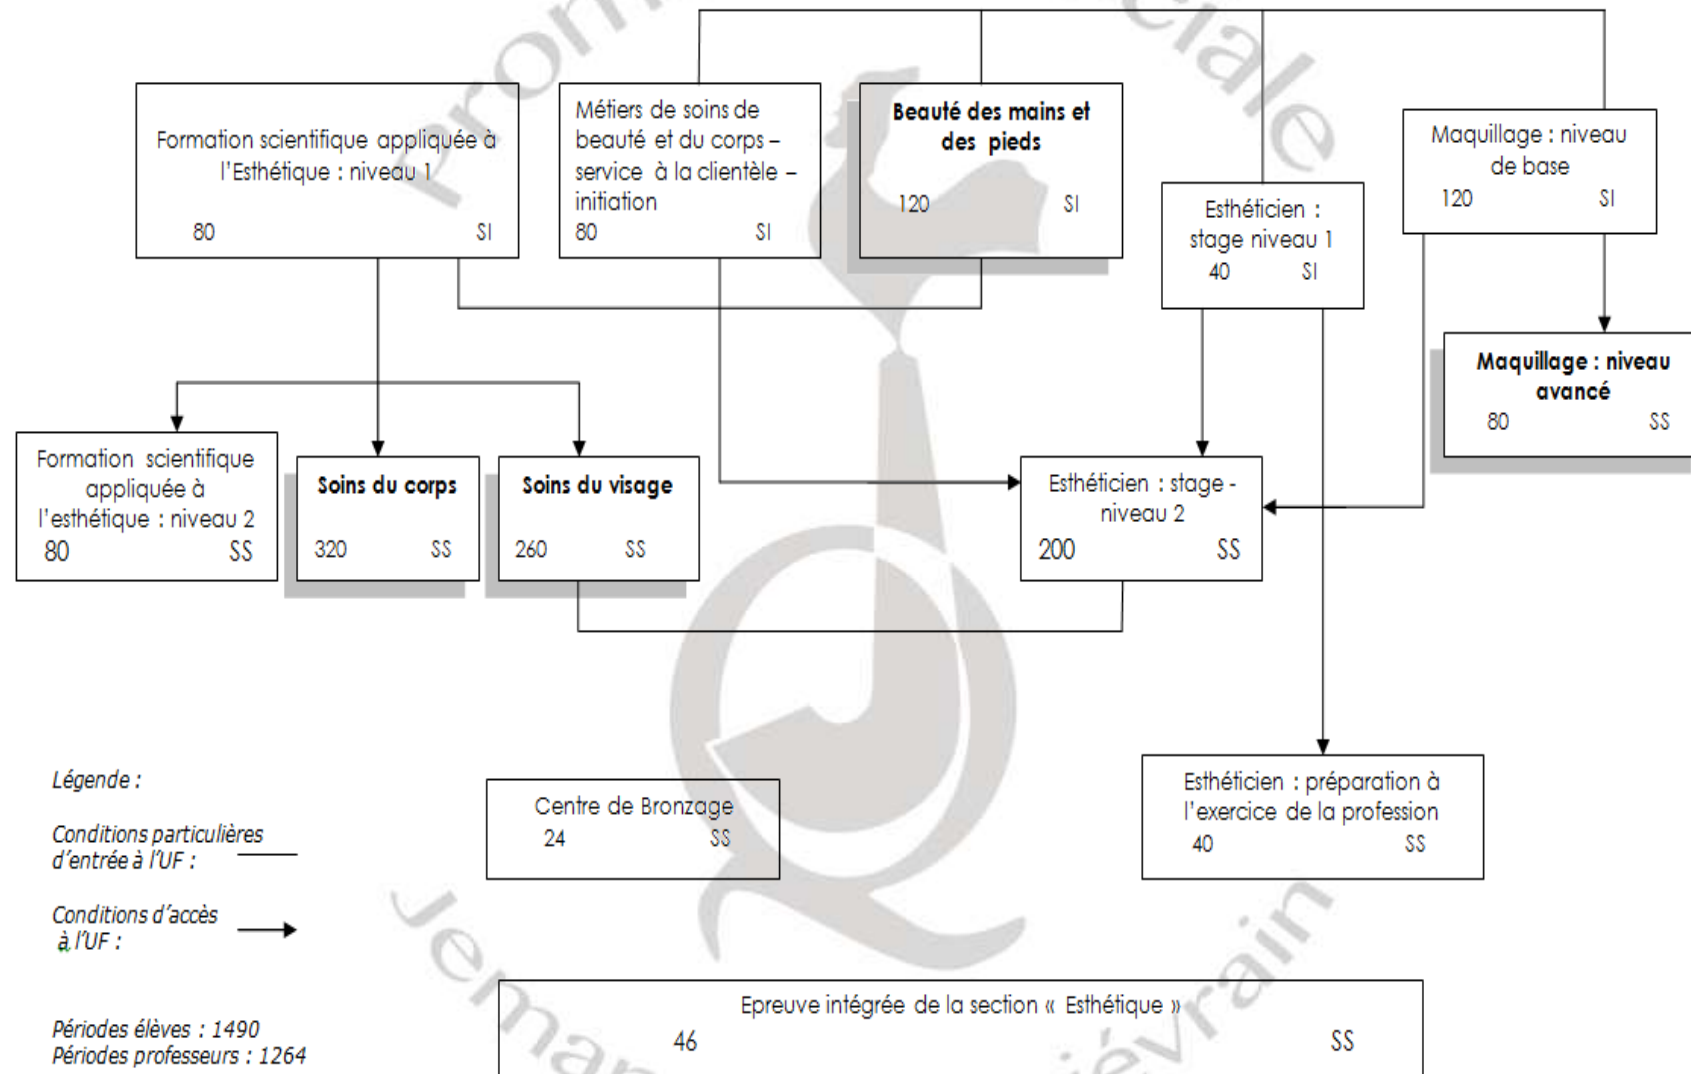 Promotion Sociale
Formation scientifique appliquée à
l'Esthétique : niveau 1
80 SI
Métiers de soins de
beauté et du corps –
service à la clientèle –
initiation
80 SI
Beauté des mains et
des pieds
120 SI
Esthéticien :
stage niveau 1
40 SI
Maquillage : niveau
de base
120 SI
Maquillage : niveau
avancé
80 SS
Formation scientifique
appliquée à
l'esthétique : niveau 2
80 SS
Soins du corps
320 SS
Soins du visage
260 SS
Esthéticien : stage -
niveau 2
200 SS
Légende :
Conditions particulières
d'entrée à l'UF :
Conditions d'accès
à l'UF :
Périodes élèves : 1490
Périodes professeurs : 1264
Centre de Bronzage
24 SS
Esthéticien : préparation à
l'exercice de la profession
40 SS
Epreuve intégrée de la section « Esthétique »
46 SS